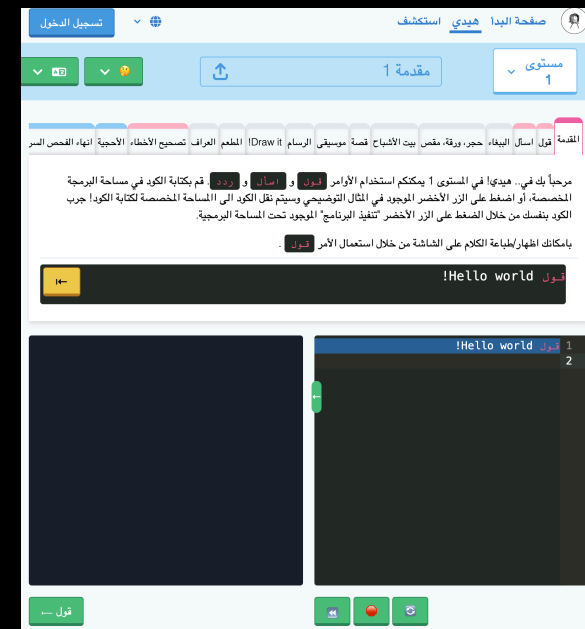 صفحة البدا هيدي استكشف
تسجيل الدخول
مستوى 1
مقدمة 1
المقدمة قول اسأل الببغاء حجر، ورقة، مقص بيت الأشباح قصة موسيقى الرسام Draw it! المطعم العراف تصحيح الأخطاء الأحجية انهاء الفحص السر
مرحباً بك في.. هيدي! في المستوى 1 يمكنكم استخدام الأوامر قول و اسأل و ردد . قم بكتابة الكود في مساحة البرمجة
المخصصة، أو اضغط على الزر الأخضر الموجود في المثال التوضيحي وسيتم نقل الكود الى االمساحة المخصصة لكتابة الكود! جرب
الكود بنفسك من خلال الضغط على الزر الأخضر "تنفيذ البرنامج" الموجود تحت المساحة البرمجية.
بامكانك اظهار/طباعة الكلام على الشاشة من خلال استعمال الأمر قول .
قول Hello world!
1 قول Hello world!
2
قول ←